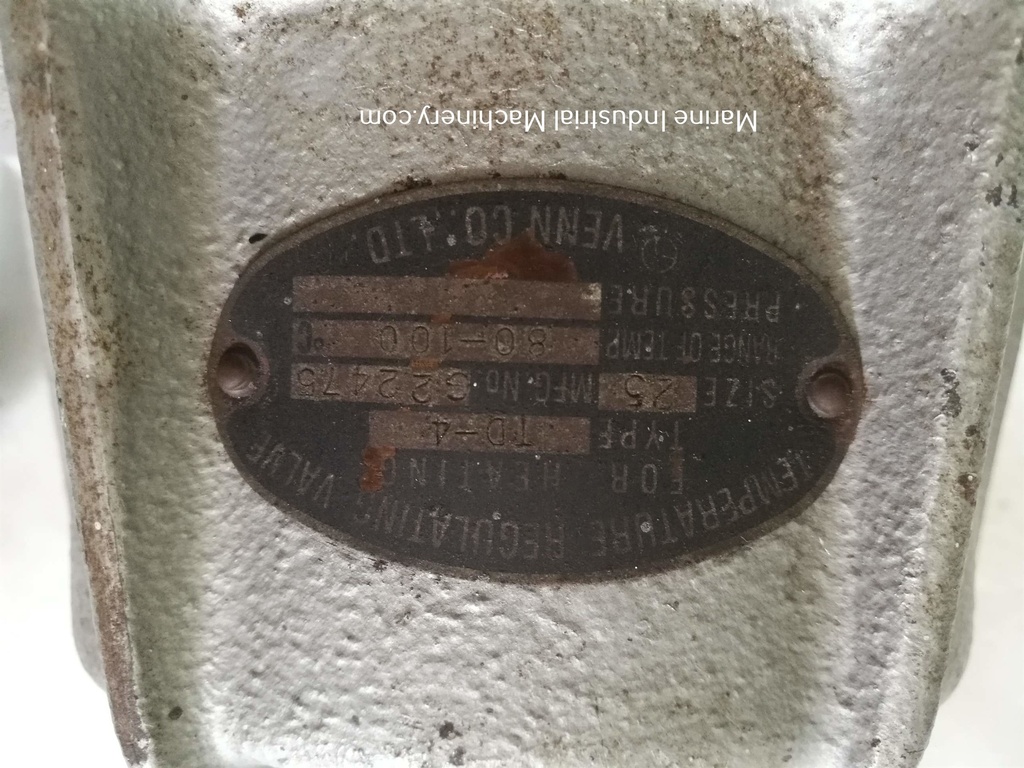 TEMPERATURE REGULATING VALVE
FOR HEATING
TYPE TD-4
SIZE 25 MFG.No. G22475
RANGE OF TEMP 80-100 °C
PRESSURE
VENN CO.,LTD.
Marine Industrial Machinery.com